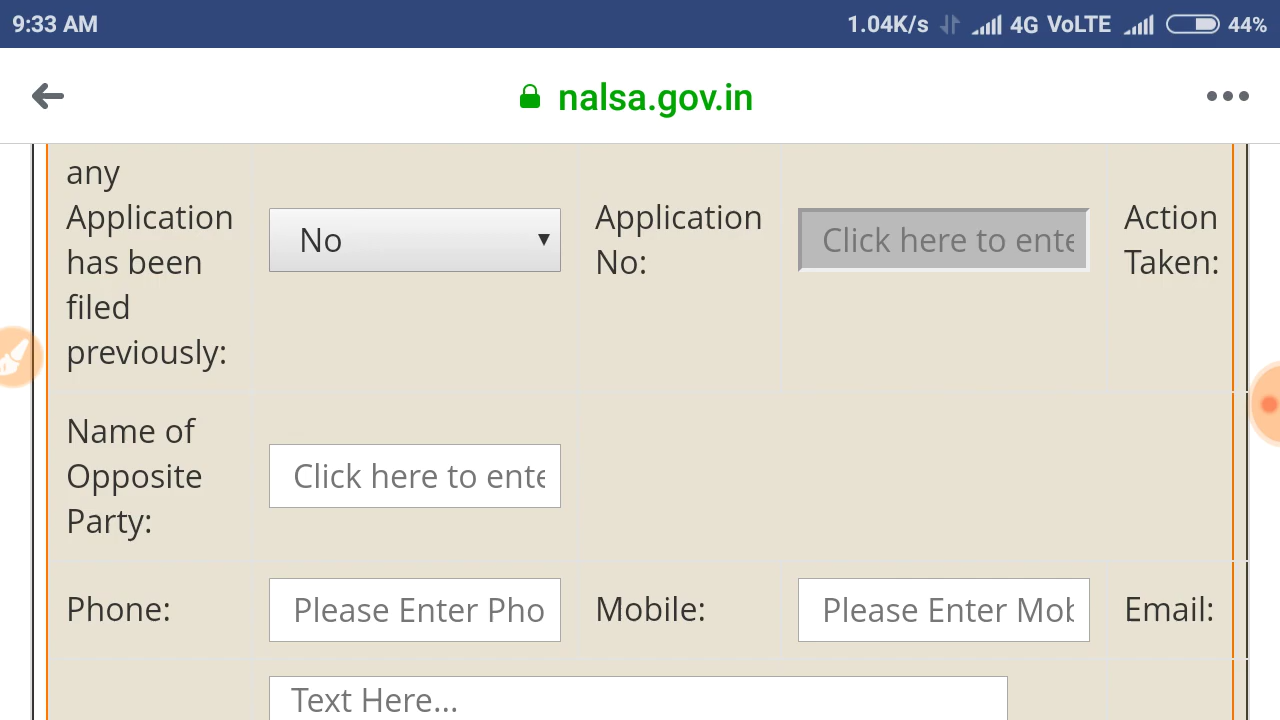 9:33 AM 1.04K/s 4G VoLTE 44%
nalsa.gov.in
any
Application
has been
filed
previously:
No
Application
No:
Click here to ente
Action
Taken:
Name of
Opposite
Party:
Click here to ente
Phone:
Please Enter Pho
Mobile:
Please Enter Mob
Email:
Text Here...